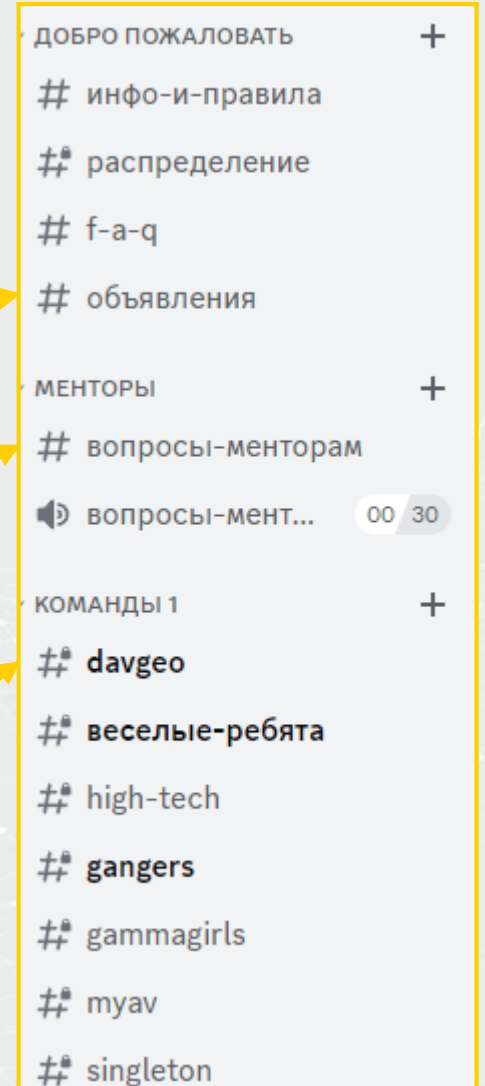 ДОБРО ПОЖАЛОВАТЬ
инфо-и-правила
распределение
f-a-q
объявления
МЕНТОРЫ
вопросы-менторам
вопросы-мент... 00 30
КОМАНДЫ 1
davgeo
веселые-ребята
high-tech
gangers
gammagirls
myav
singleton